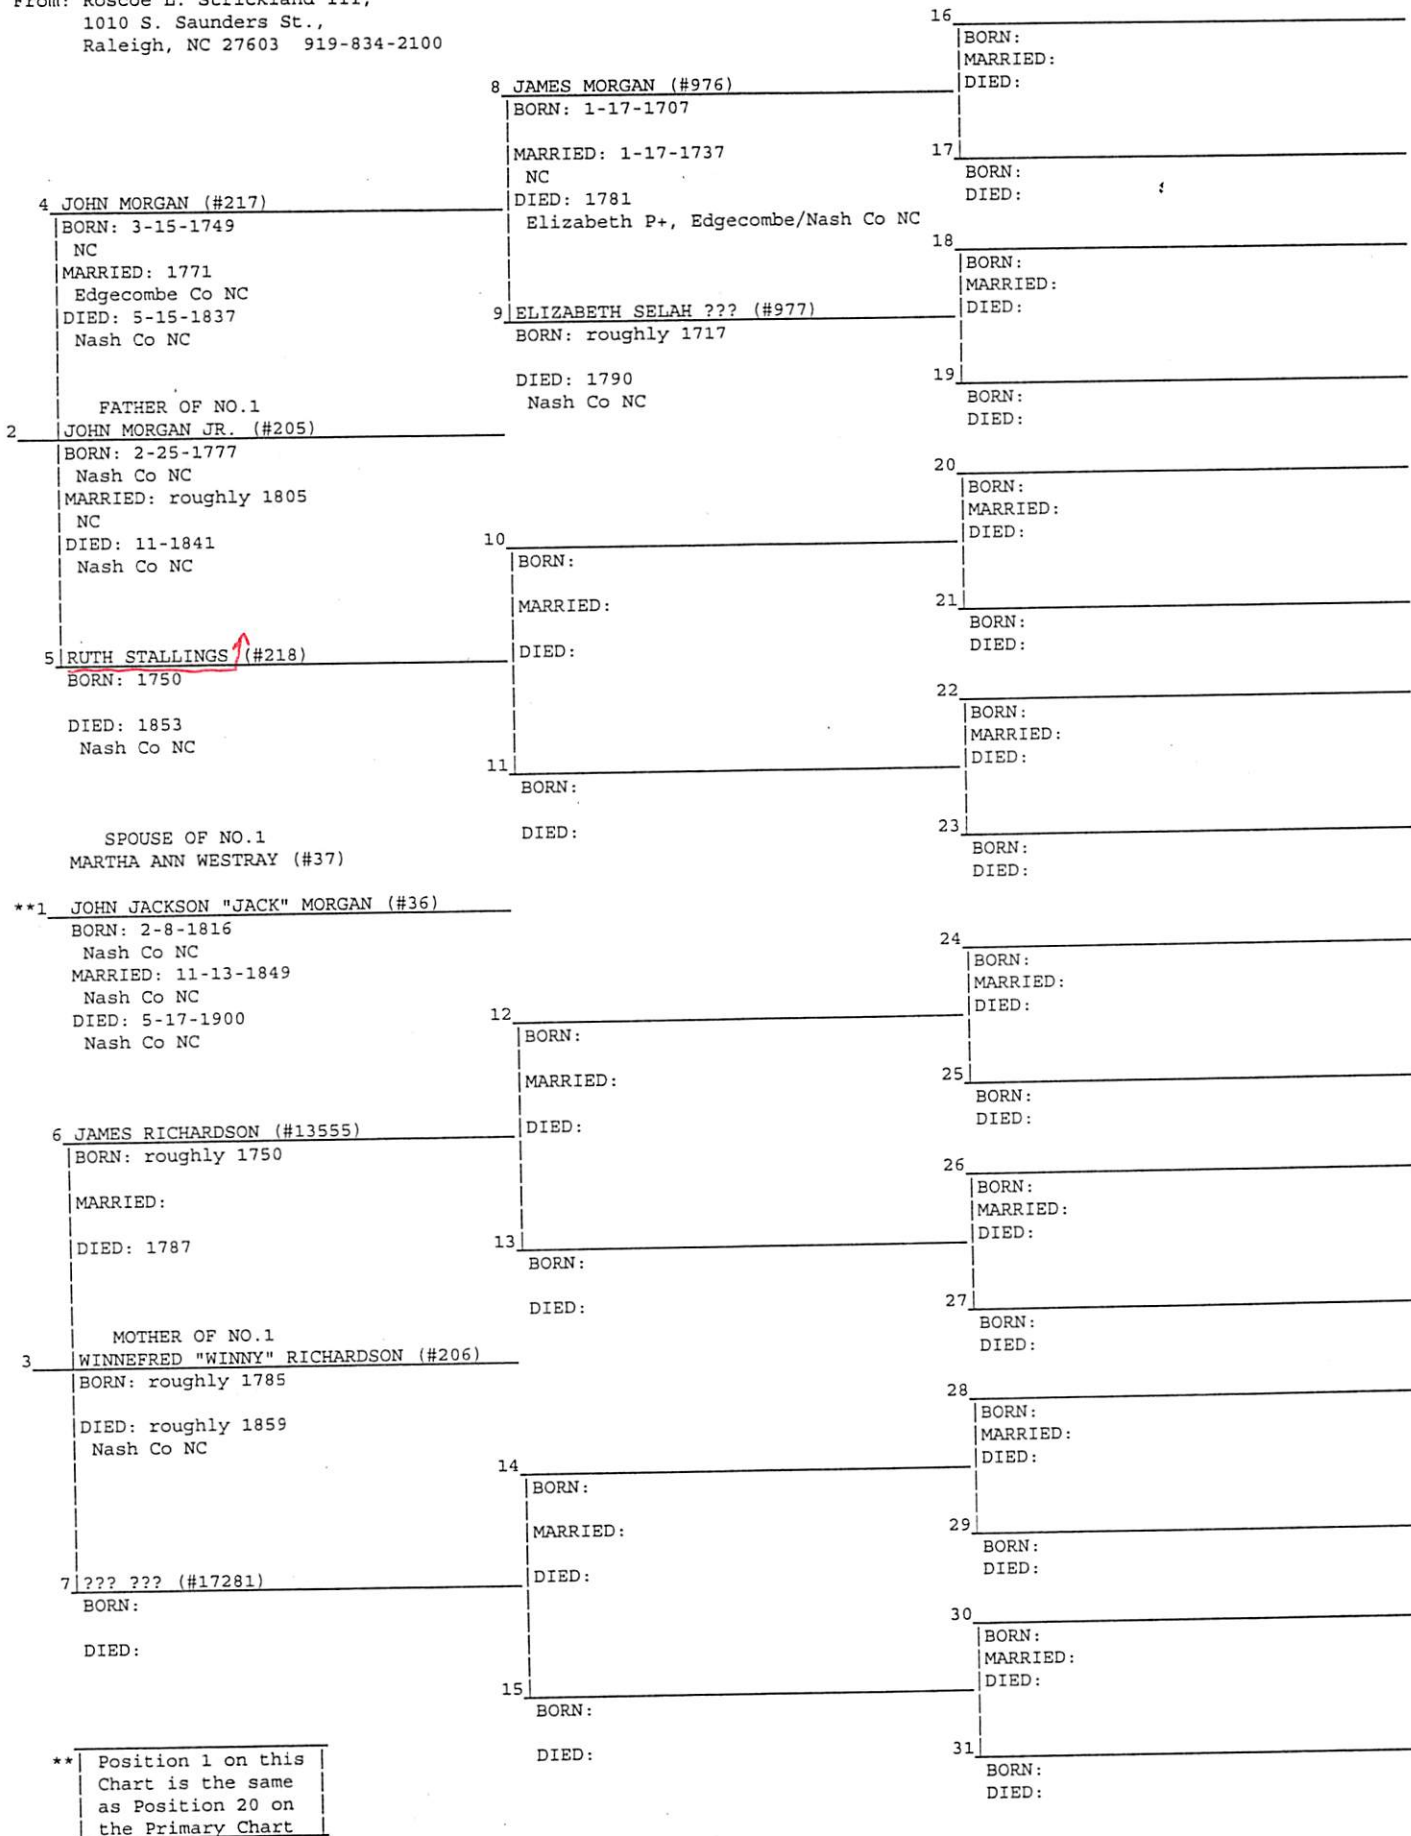 From: Roscoe L. Strickland III,
1010 S. Saunders St.,
Raleigh, NC 27603 919-834-2100
4 JOHN MORGAN (#217)
BORN: 3-15-1749
NC
MARRIED: 1771
Edgecombe Co NC
DIED: 5-15-1837
Nash Co NC
FATHER OF NO.1
2 JOHN MORGAN JR. (#205)
BORN: 2-25-1777
Nash Co NC
MARRIED: roughly 1805
NC
DIED: 11-1841
Nash Co NC
5 RUTH STALLINGS (#218)
BORN: 1750
DIED: 1853
Nash Co NC
SPOUSE OF NO.1
MARTHA ANN WESTRAY (#37)
**1 JOHN JACKSON "JACK" MORGAN (#36)
BORN: 2-8-1816
Nash Co NC
MARRIED: 11-13-1849
Nash Co NC
DIED: 5-17-1900
Nash Co NC
6 JAMES RICHARDSON (#13555)
BORN: roughly 1750
MARRIED:
DIED: 1787
MOTHER OF NO.1
3 WINNEFRED "WINNY" RICHARDSON (#206)
BORN: roughly 1785
DIED: roughly 1859
Nash Co NC
7 ??? ??? (#17281)
BORN:
DIED:
** Position 1 on this
Chart is the same
as Position 20 on
the Primary Chart
8 JAMES MORGAN (#976)
BORN: 1-17-1707
MARRIED: 1-17-1737
NC
DIED: 1781
Elizabeth P+, Edgecombe/Nash Co NC
9 ELIZABETH SELAH ??? (#977)
BORN: roughly 1717
DIED: 1790
Nash Co NC
10
BORN:
MARRIED:
DIED:
11
BORN:
DIED:
12
BORN:
MARRIED:
DIED:
13
BORN:
DIED:
14
BORN:
MARRIED:
DIED:
15
BORN:
DIED:
16
BORN:
MARRIED:
DIED:
17
BORN:
DIED:
18
BORN:
MARRIED:
DIED:
19
BORN:
DIED:
20
BORN:
MARRIED:
DIED:
21
BORN:
DIED:
22
BORN:
MARRIED:
DIED:
23
BORN:
DIED:
24
BORN:
MARRIED:
DIED:
25
BORN:
DIED:
26
BORN:
MARRIED:
DIED:
27
BORN:
DIED:
28
BORN:
MARRIED:
DIED:
29
BORN:
DIED:
30
BORN:
MARRIED:
DIED:
31
BORN:
DIED: